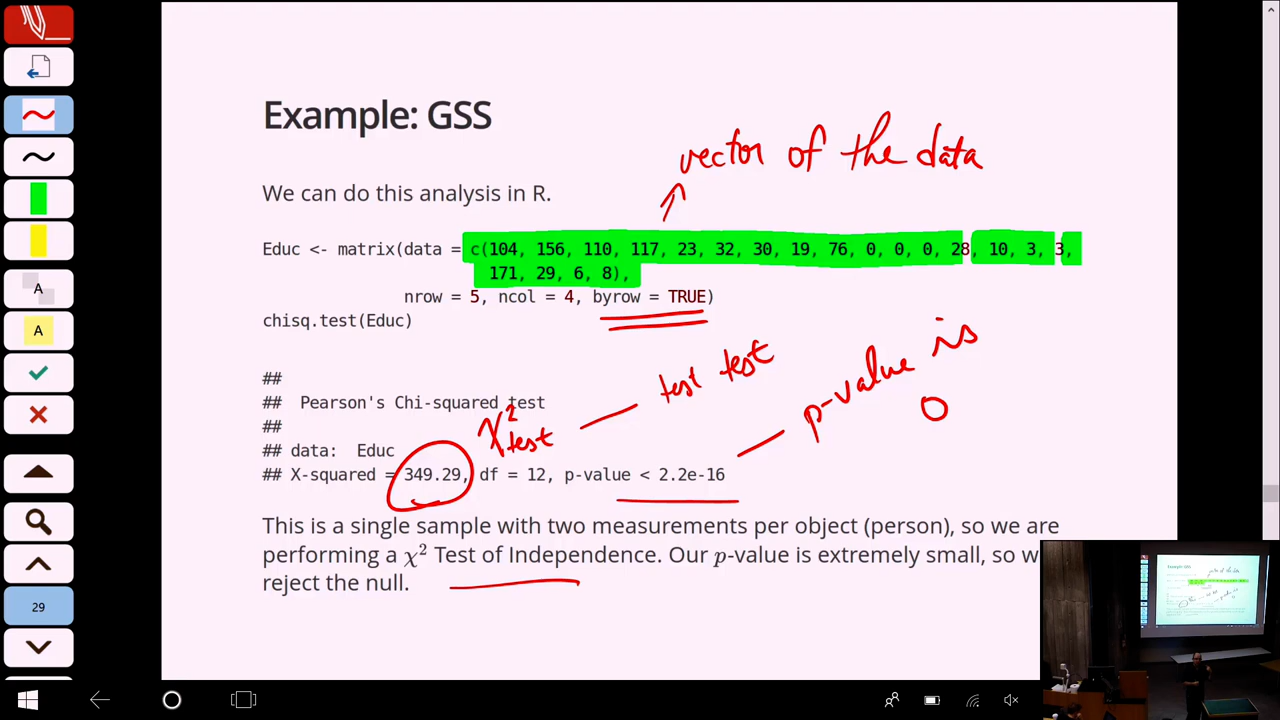 Example: GSS
vector of the data
We can do this analysis in R.
Educ <- matrix(data = c(104, 156, 110, 117, 23, 32, 30, 19, 76, 0, 0, 0, 28, 10, 3, 3,
171, 29, 6, 8),
nrow = 5, ncol = 4, byrow = TRUE)
chisq.test(Educ)
test test
p-value is
0
##
## Pearson's Chi-squared test
##
χ² test
## data: Educ
## X-squared = 349.29, df = 12, p-value < 2.2e-16
This is a single sample with two measurements per object (person), so we are
performing a χ² Test of Independence. Our p-value is extremely small, so w
reject the null.
A
A
29